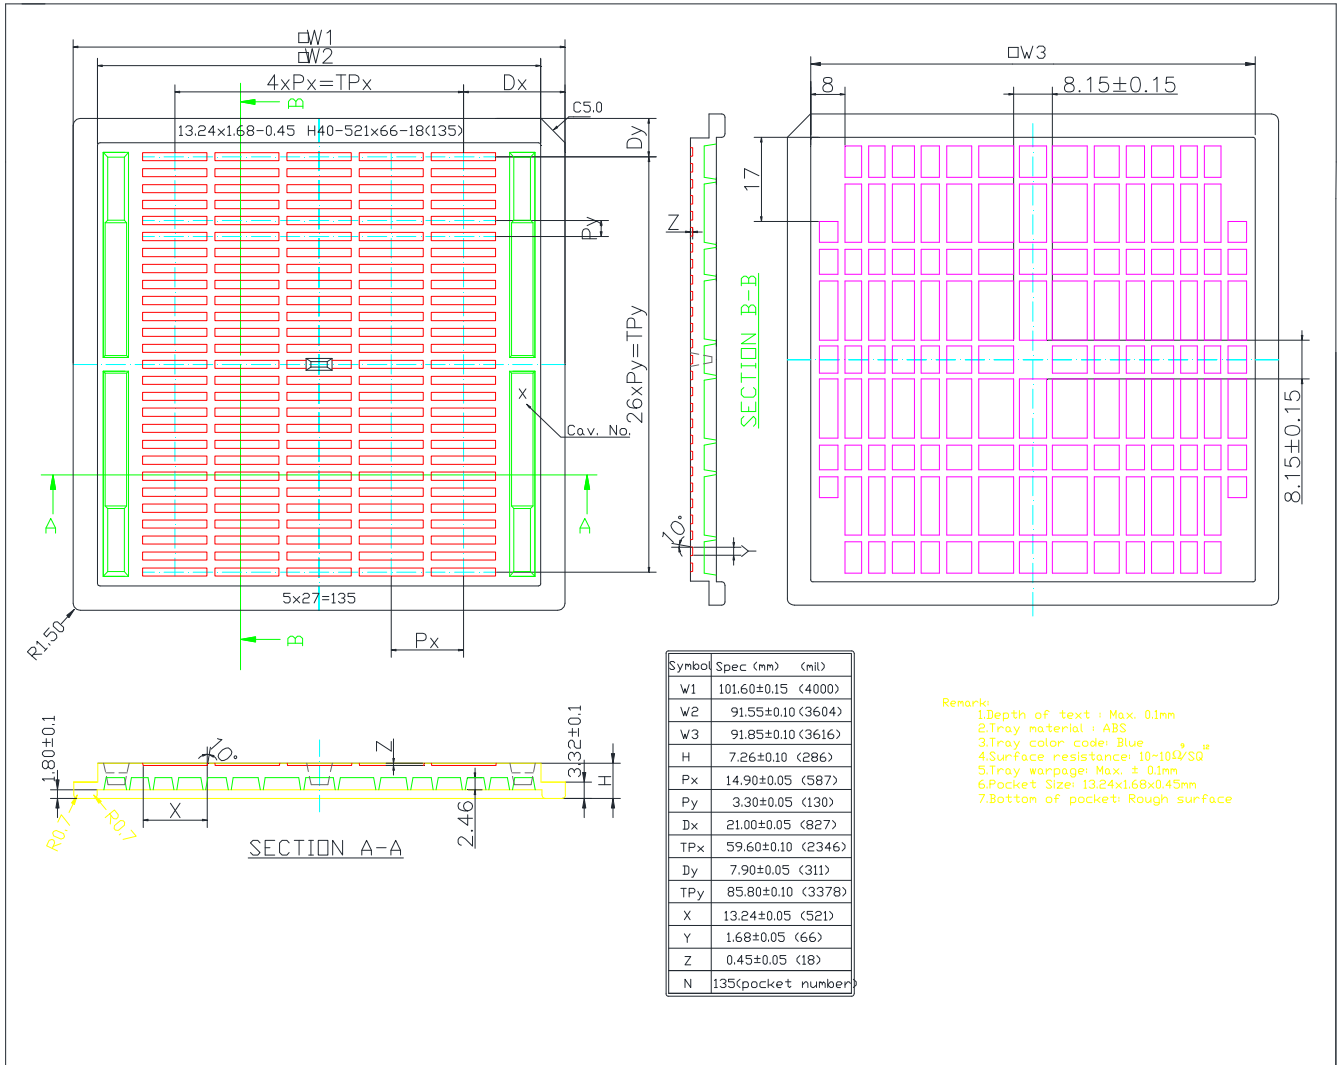 □W1
□W2
4xPx=TPx
Dx
C5.0
13.24x1.68-0.45 H40-521x66-18(135)
Dy
B
Py
26xPy=TPy
X
Cav. No.
A
A
5x27=135
B
R1.50
Px
Z
10°
Y
SECTION B-B
□W3
8
8.15±0.15
17
8.15±0.15
1.80±0.1
10°
Z
3.32±0.1
H
X
2.46
R0.7
R0.7
SECTION A-A
Symbol Spec (mm) (mil)
W1 101.60±0.15 (4000)
W2 91.55±0.10 (3604)
W3 91.85±0.10 (3616)
H 7.26±0.10 (286)
Px 14.90±0.05 (587)
Py 3.30±0.05 (130)
Dx 21.00±0.05 (827)
TPx 59.60±0.10 (2346)
Dy 7.90±0.05 (311)
TPy 85.80±0.10 (3378)
X 13.24±0.05 (521)
Y 1.68±0.05 (66)
Z 0.45±0.05 (18)
N 135(pocket number)
Remark:
1.Depth of text : Max. 0.1mm
2.Tray material : ABS
3.Tray color code: Blue
4.Surface resistance: 10-10Ω/SQ
5.Tray warpage: Max. ± 0.1mm
6.Pocket Size: 13.24x1.68x0.45mm
7.Bottom of pocket: Rough surface